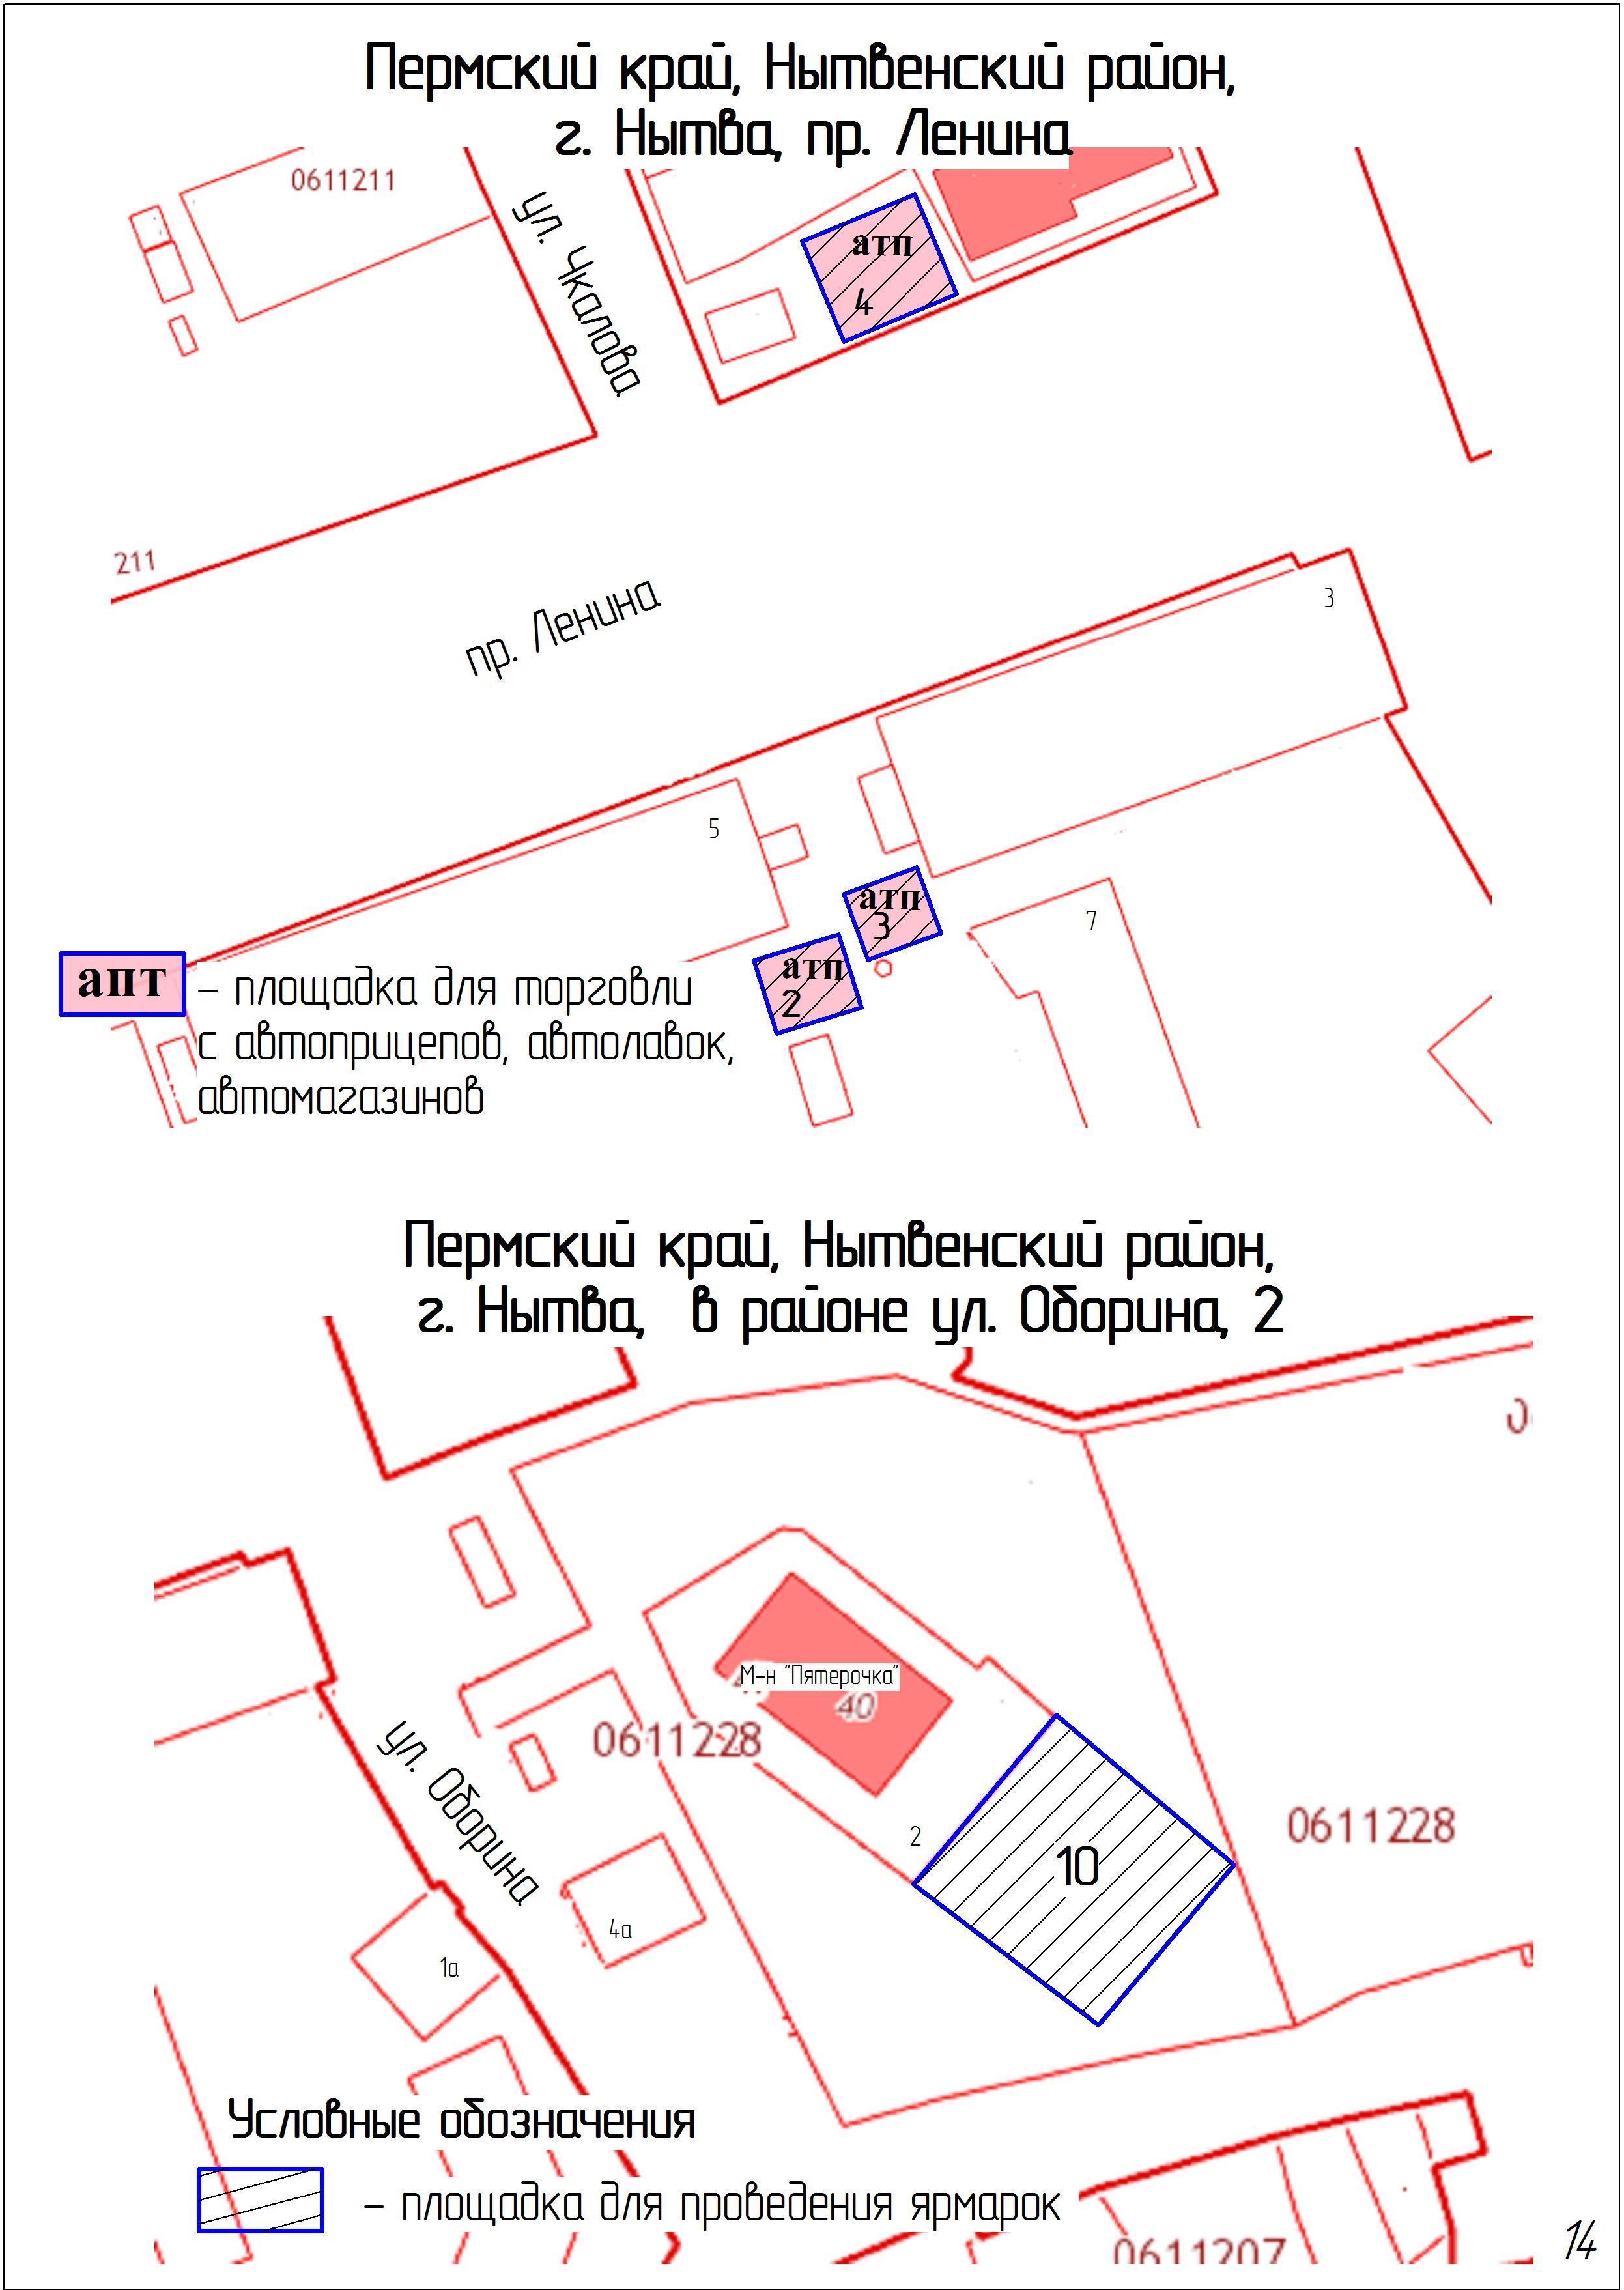 Пермский край, Нытвенский район,
г. Нытва, пр. Ленина
0611211
ул. Чкалова
атп
4
211
пр. Ленина
3
5
атп
3
7
атп
2
апт
– площадка для торговли
с автоприцепов, автолавок,
автомагазинов
Пермский край, Нытвенский район,
г. Нытва, в районе ул. Оборина, 2
М-н "Пятерочка"
40
0611228
ул. Оборина
2
10
0611228
4а
1а
Условные обозначения
– площадка для проведения ярмарок
0611207
14